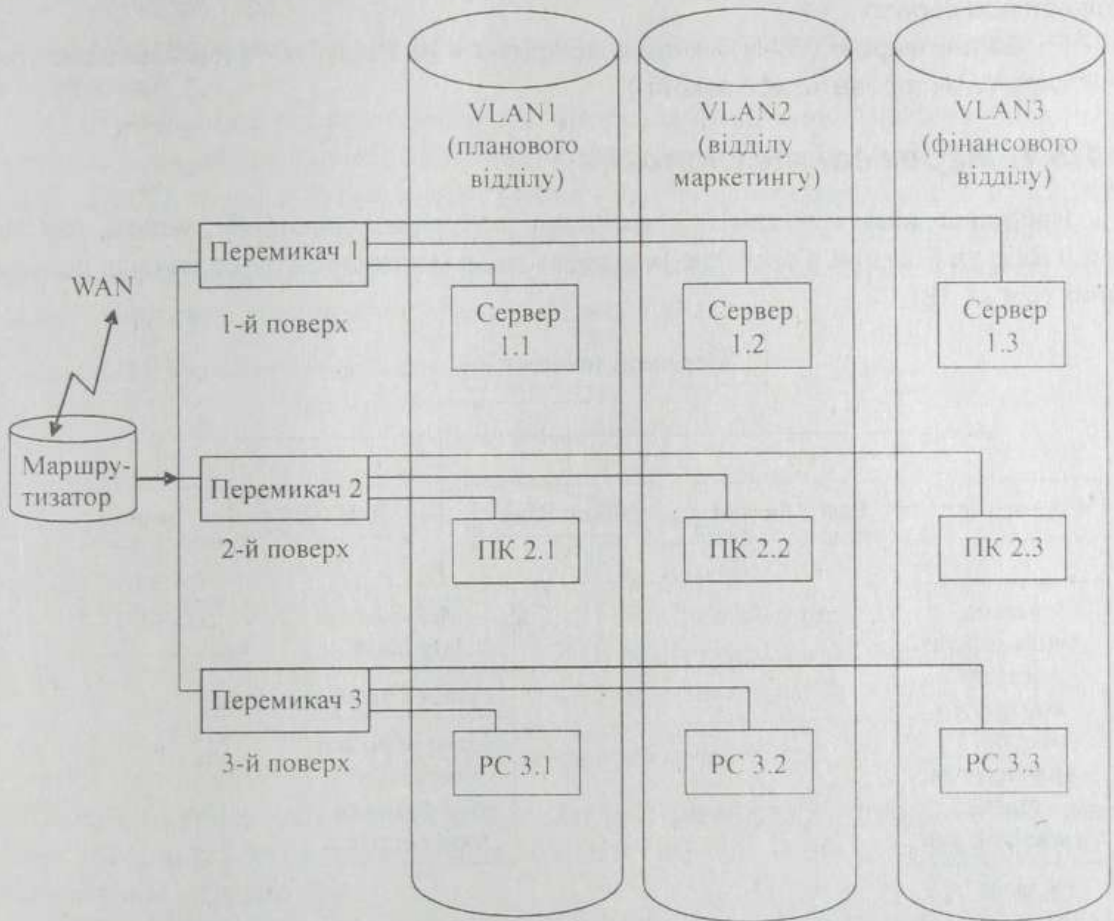 VLAN1
(планового
відділу)
VLAN2
(відділу
маркетингу)
VLAN3
(фінансового
відділу)
WAN
Перемикач 1
1-й поверх
Сервер
1.1
Сервер
1.2
Сервер
1.3
Маршру-
тизатор
Перемикач 2
2-й поверх
ПК 2.1
ПК 2.2
ПК 2.3
Перемикач 3
3-й поверх
РС 3.1
РС 3.2
РС 3.3